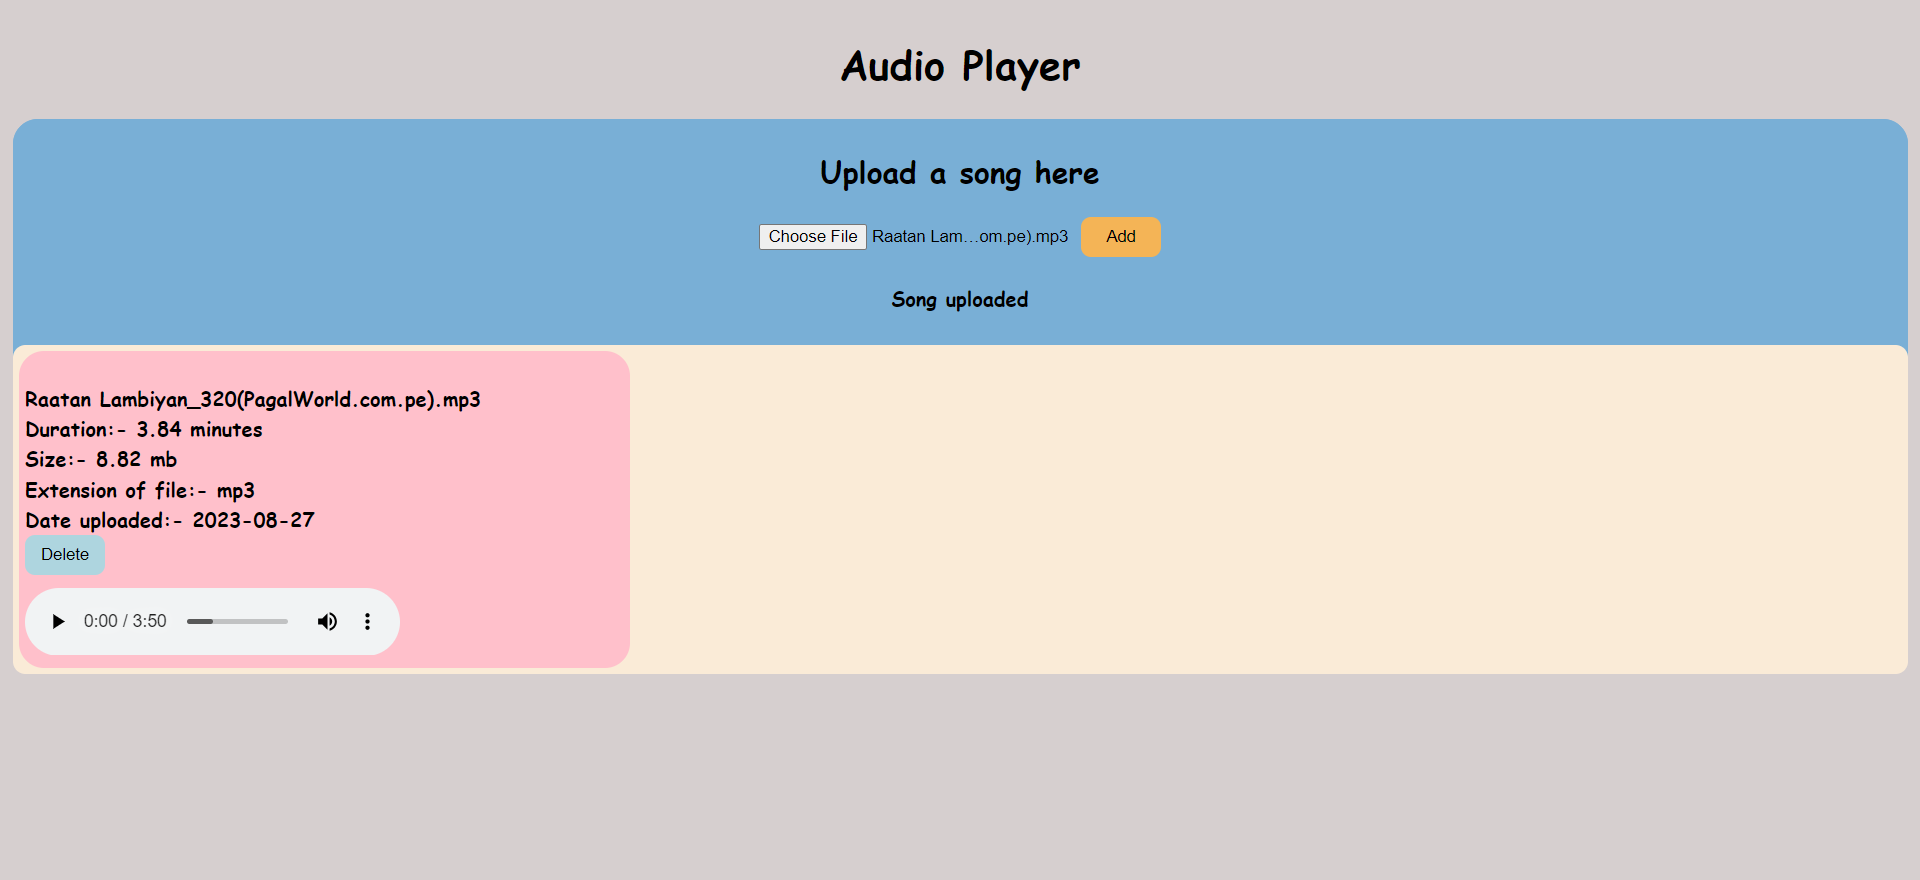 Audio Player
Upload a song here
Choose File Raatan Lam...om.pe).mp3 Add
Song uploaded
Raatan Lambiyan_320(PagalWorld.com.pe).mp3
Duration:- 3.84 minutes
Size:- 8.82 mb
Extension of file:- mp3
Date uploaded:- 2023-08-27
Delete
0:00 / 3:50